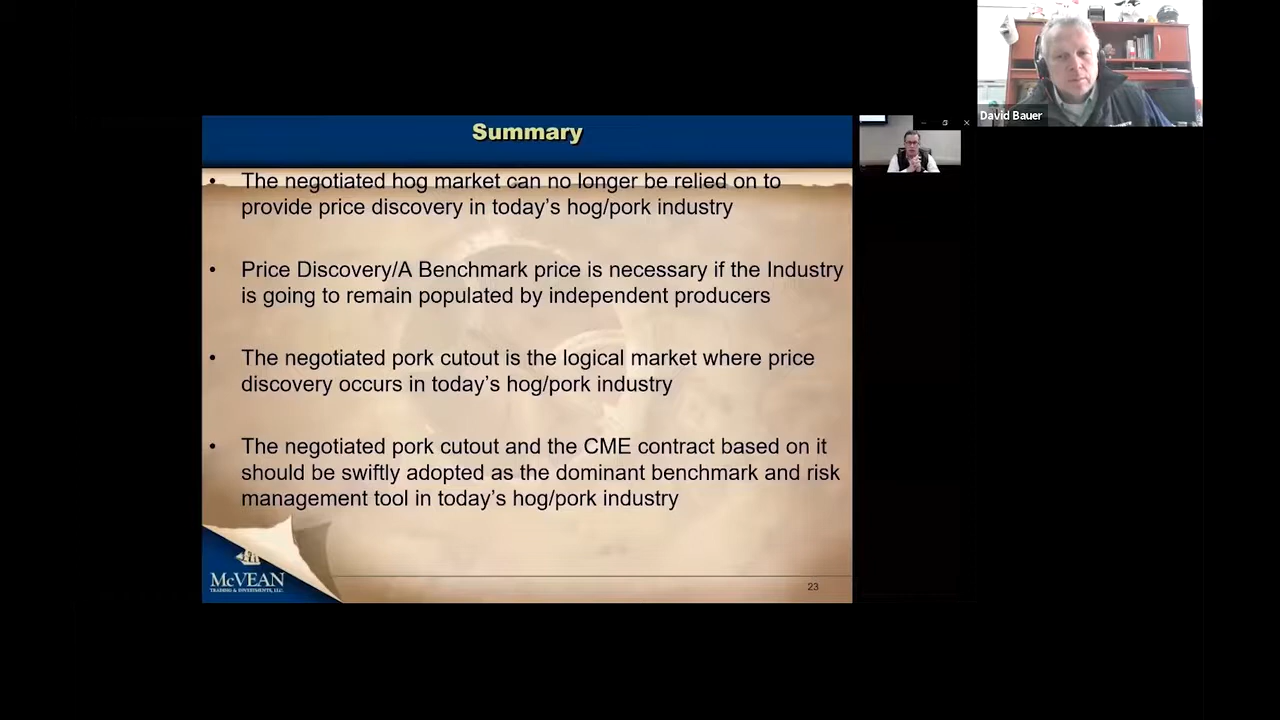 Summary
• The negotiated hog market can no longer be relied on to
provide price discovery in today's hog/pork industry
• Price Discovery/A Benchmark price is necessary if the Industry
is going to remain populated by independent producers
• The negotiated pork cutout is the logical market where price
discovery occurs in today's hog/pork industry
• The negotiated pork cutout and the CME contract based on it
should be swiftly adopted as the dominant benchmark and risk
management tool in today's hog/pork industry
McVEAN
TRADING & INVESTMENTS, LLC.
23
David Bauer